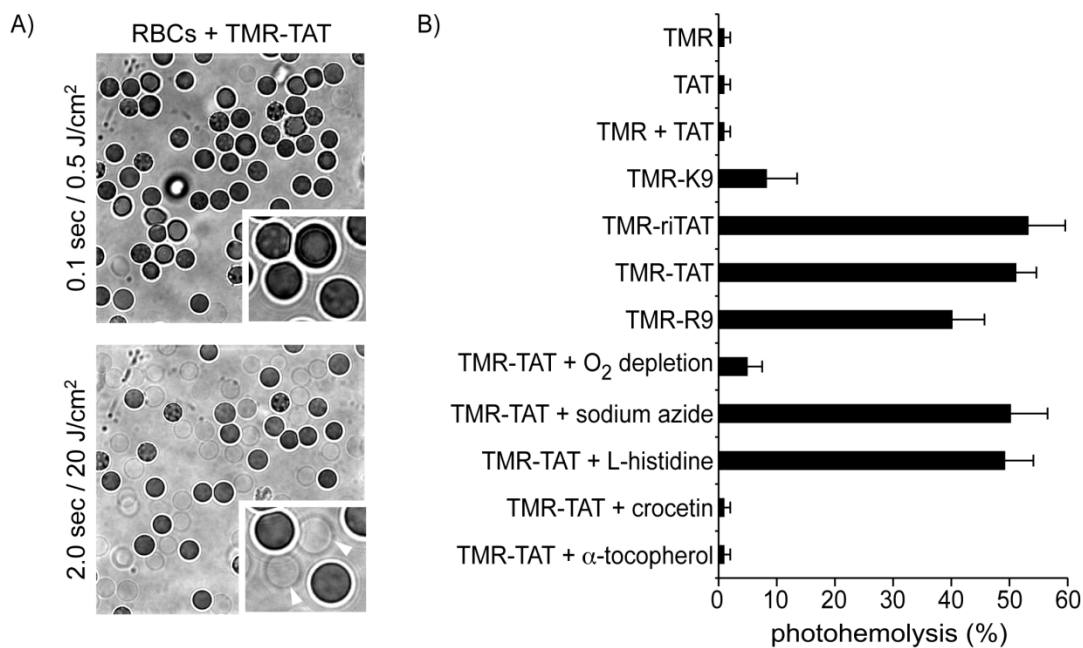 A)
RBCs + TMR-TAT
0.1 sec / 0.5 J/cm²
2.0 sec / 20 J/cm²
B)
TMR
TAT
TMR + TAT
TMR-K9
TMR-riTAT
TMR-TAT
TMR-R9
TMR-TAT + O₂ depletion
TMR-TAT + sodium azide
TMR-TAT + L-histidine
TMR-TAT + crocetin
TMR-TAT + α-tocopherol
0 10 20 30 40 50 60
photohemolysis (%)